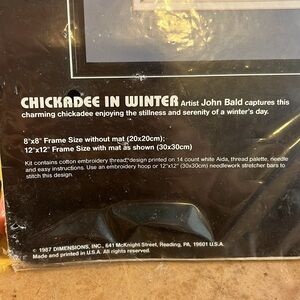 CHICKADEE IN WINTER Artist John Bald captures this
charming chickadee enjoying the stillness and serenity of a winter's day.
8"x8" Frame Size without mat (20x20cm);
12"x12" Frame Size with mat as shown (30x30cm)
Kit contains cotton embroidery thread, design printed on 14 count white Aida, thread palette, needle
and easy instructions. Use an embroidery hoop or 12"x12" (30x30cm) needlework stretcher bars to
stitch this design.
© 1987 DIMENSIONS, INC., 641 McKnight Street, Reading, PA, 19601 U.S.A.
Made and printed in U.S.A. All rights reserved.